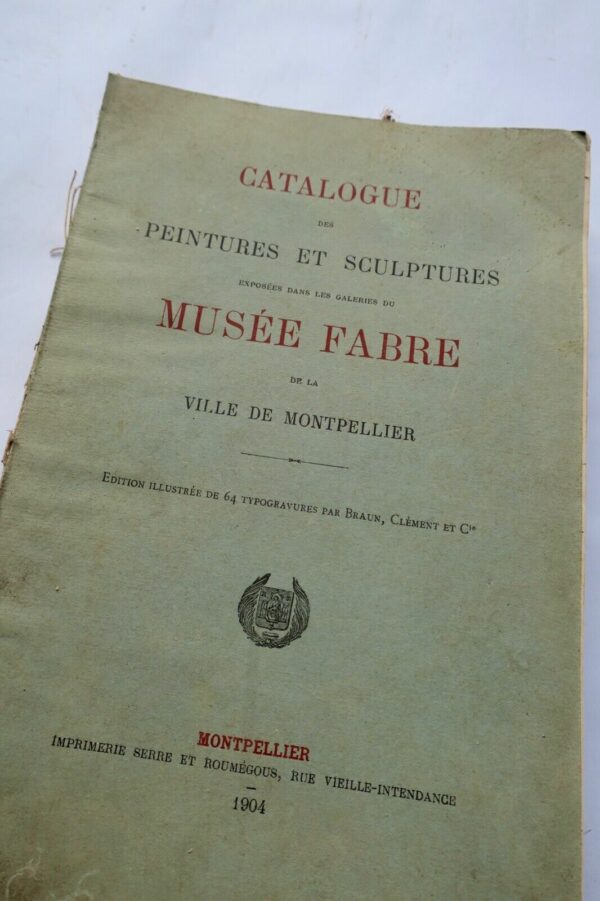 CATALOGUE
DES
PEINTURES ET SCULPTURES
EXPOSÉES DANS LES GALERIES DU
MUSÉE FABRE
DE LA
VILLE DE MONTPELLIER
EDITION ILLUSTRÉE DE 64 TYPOGRAVURES PAR BRAUN, CLÉMENT ET Cie
MONTPELLIER
IMPRIMERIE SERRE ET ROUMÉGOUS, RUE VIEILLE-INTENDANCE
1904